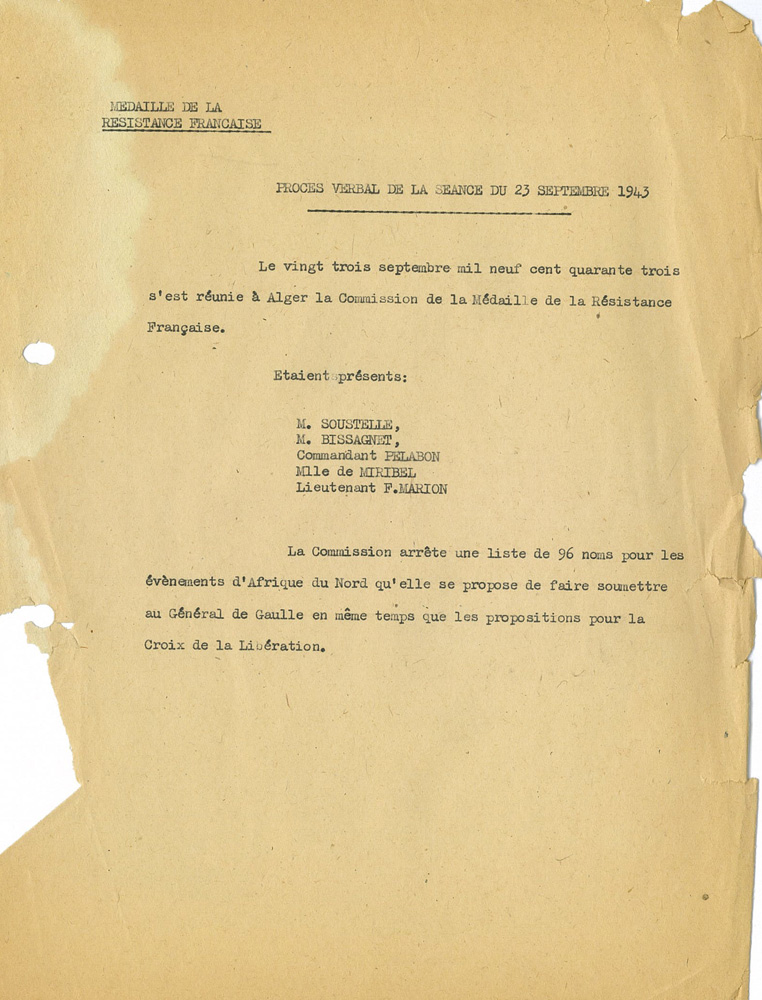 MEDAILLE DE LA
RESISTANCE FRANCAISE
PROCES VERBAL DE LA SEANCE DU 23 SEPTEMBRE 1943
Le vingt trois septembre mil neuf cent quarante trois
s'est réunie à Alger la Commission de la Médaille de la Résistance
Française.
Etaient présents:
M. SOUSTELLE,
M. BISSAGNET,
Commandant PELABON
Mlle de MIRIBEL
Lieutenant F.MARION
La Commission arrête une liste de 96 noms pour les
évènements d'Afrique du Nord qu'elle se propose de faire soumettre
au Général de Gaulle en même temps que les propositions pour la
Croix de la Libération.